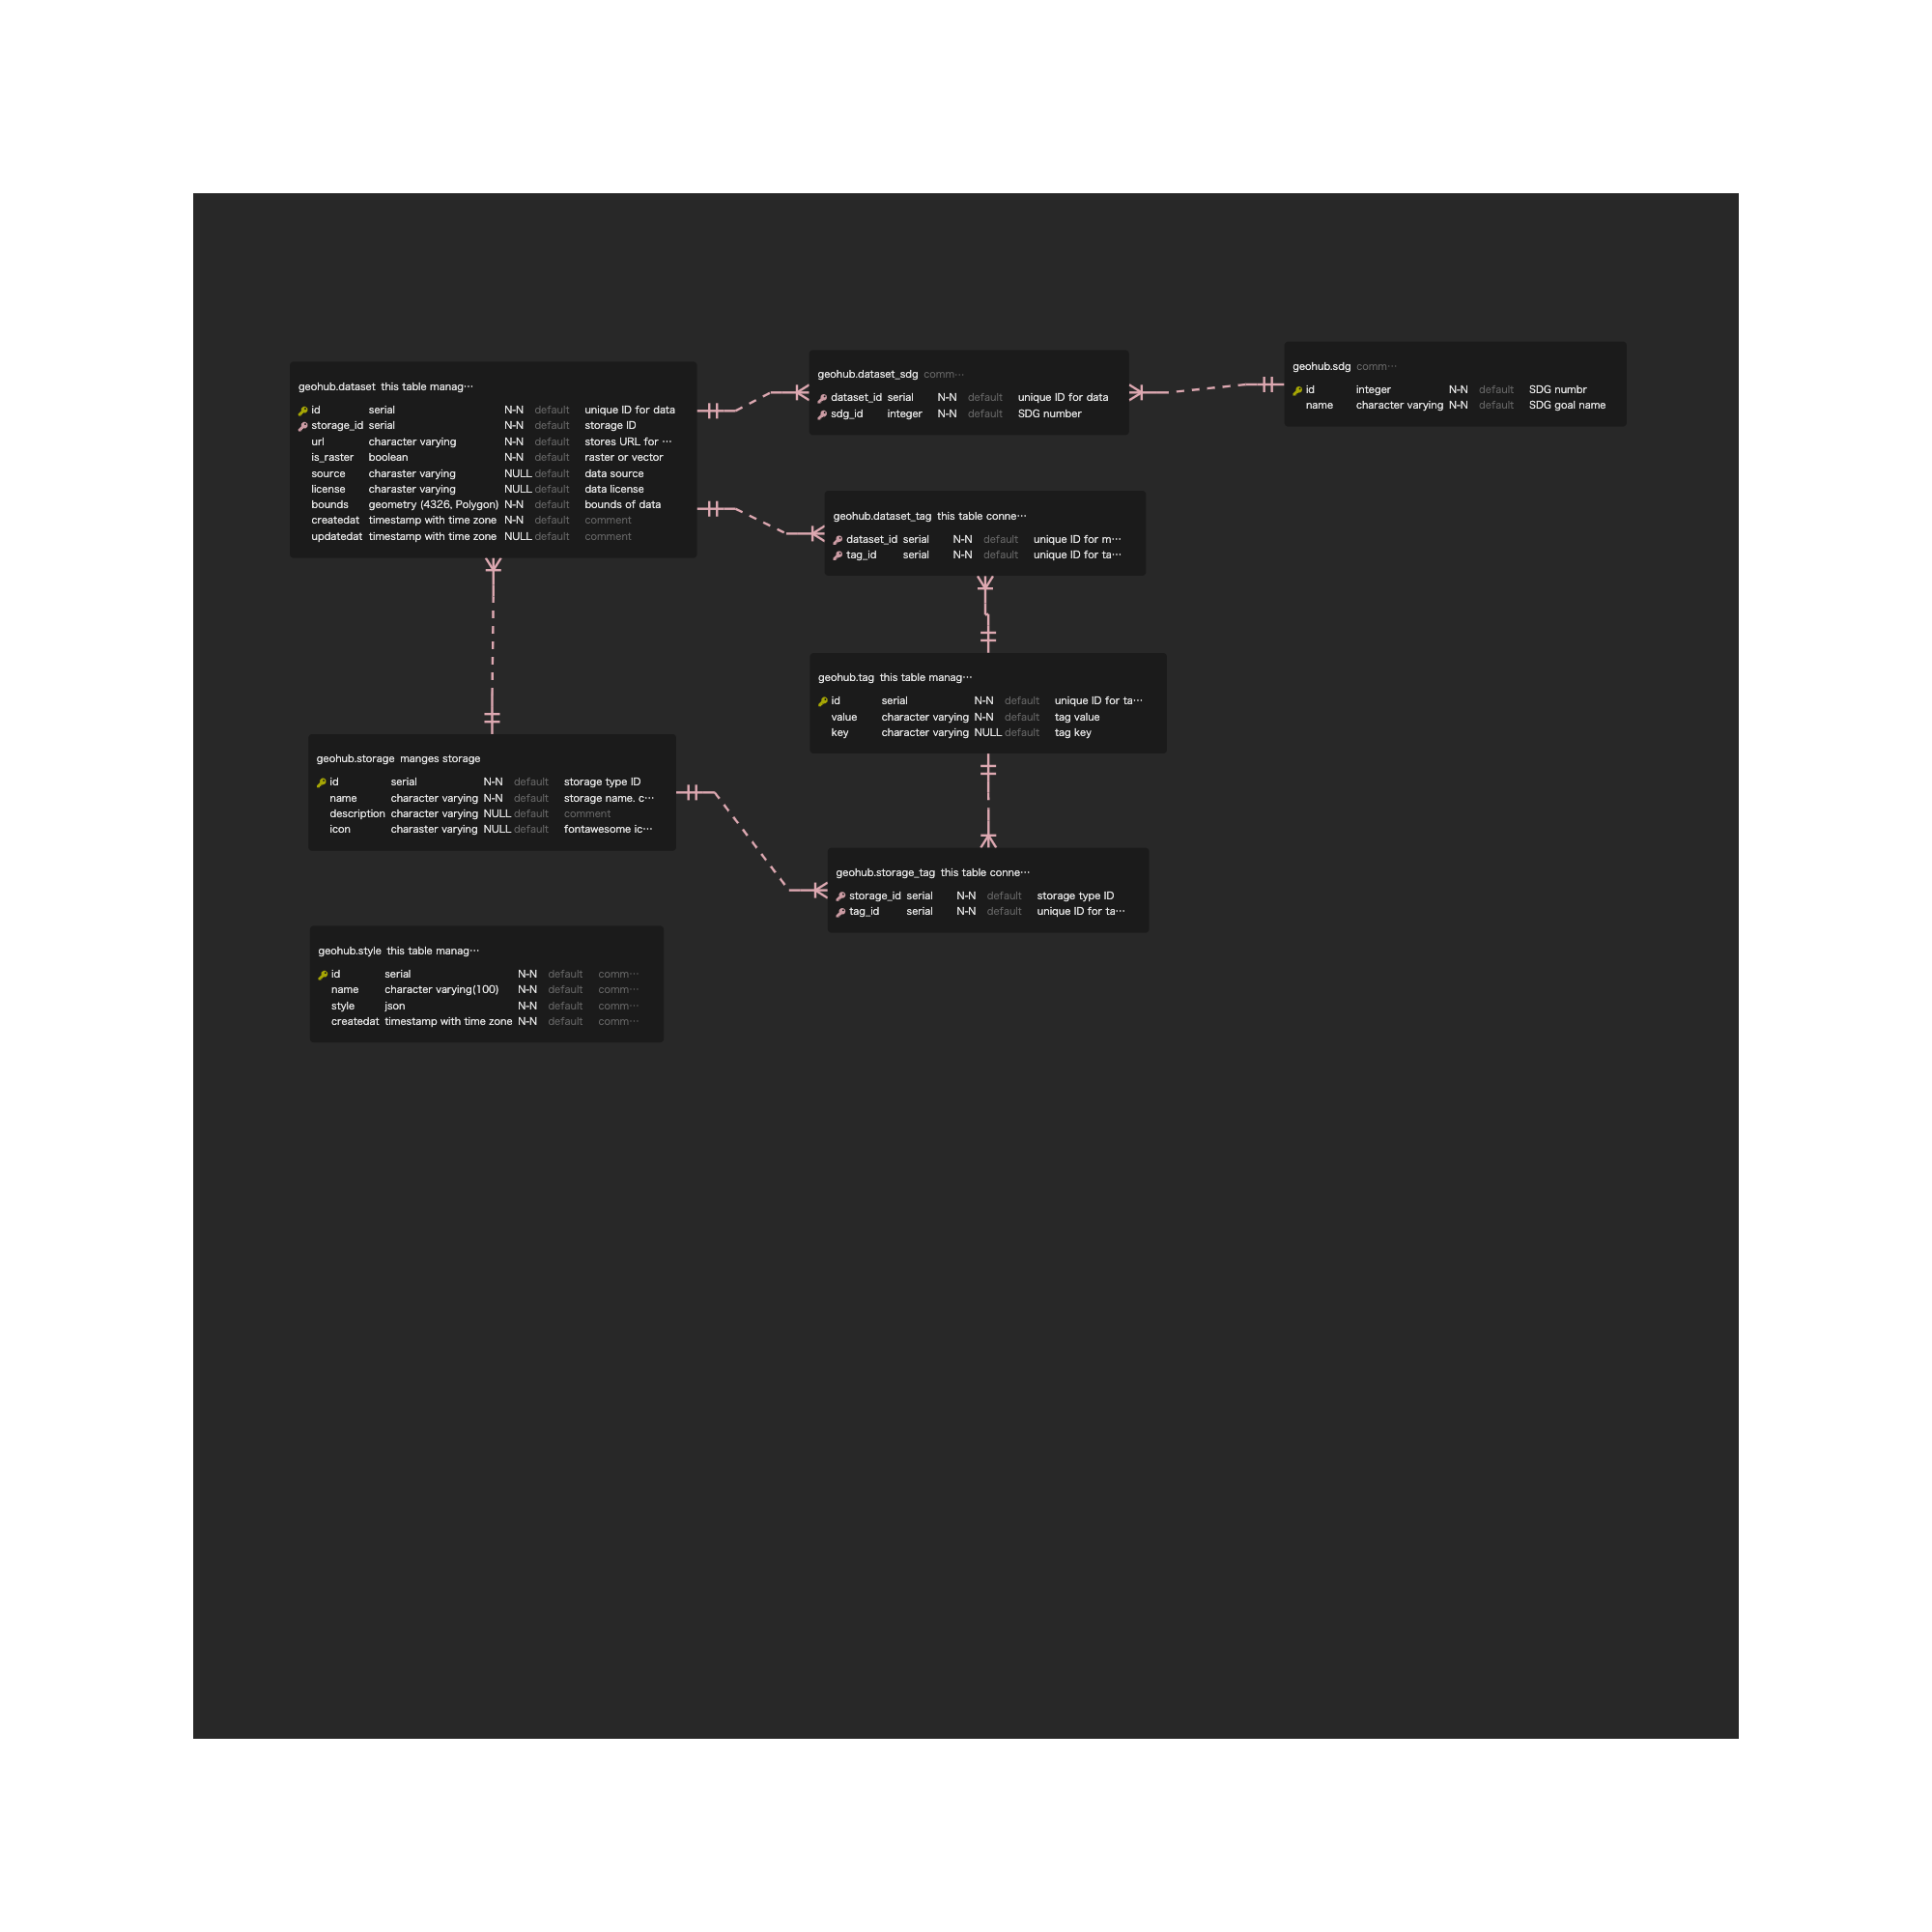 geohub.dataset this table manag…
id serial N-N default unique ID for data
storage_id serial N-N default storage ID
url character varying N-N default stores URL for …
is_raster boolean N-N default raster or vector
source charaster varying NULL default data source
license charaster varying NULL default data license
bounds geometry (4326, Polygon) N-N default bounds of data
createdat timestamp with time zone N-N default comment
updatedat timestamp with time zone NULL default comment
geohub.dataset_sdg comm…
dataset_id serial N-N default unique ID for data
sdg_id integer N-N default SDG number
geohub.sdg comm…
id integer N-N default SDG numbr
name character varying N-N default SDG goal name
geohub.dataset_tag this table conne…
dataset_id serial N-N default unique ID for m…
tag_id serial N-N default unique ID for ta…
geohub.tag this table manag…
id serial N-N default unique ID for ta…
value character varying N-N default tag value
key character varying NULL default tag key
geohub.storage manges storage
id serial N-N default storage type ID
name character varying N-N default storage name. c…
description character varying NULL default comment
icon charaster varying NULL default fontawesome ic…
geohub.storage_tag this table conne…
storage_id serial N-N default storage type ID
tag_id serial N-N default unique ID for ta…
geohub.style this table manag…
id serial N-N default comm…
name character varying(100) N-N default comm…
style json N-N default comm…
createdat timestamp with time zone N-N default comm…